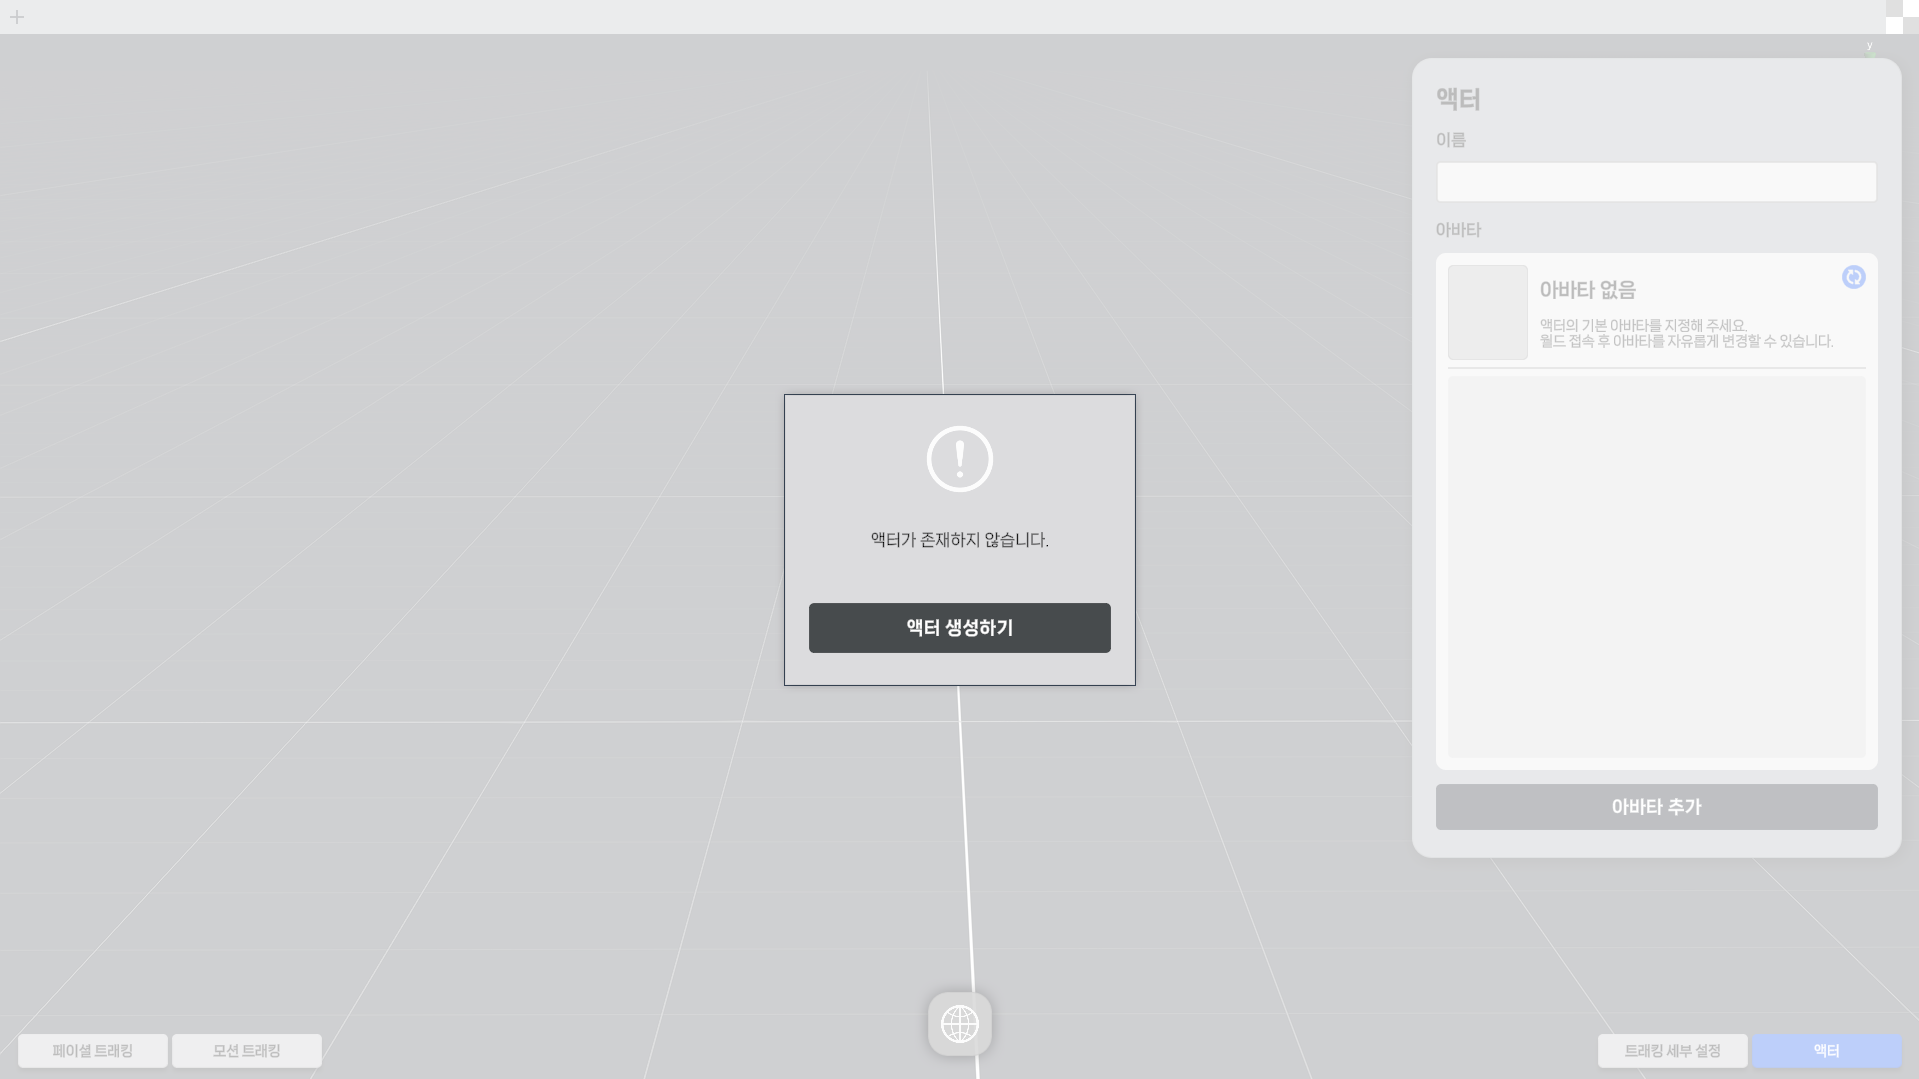 y
액터
이름
아바타
아바타 없음
액터의 기본 아바타를 지정해 주세요.
월드 접속 후 아바타를 자유롭게 변경할 수 있습니다.
액터가 존재하지 않습니다.
액터 생성하기
아바타 추가
페이셜 트래킹
모션 트래킹
트래킹 세부 설정
액터